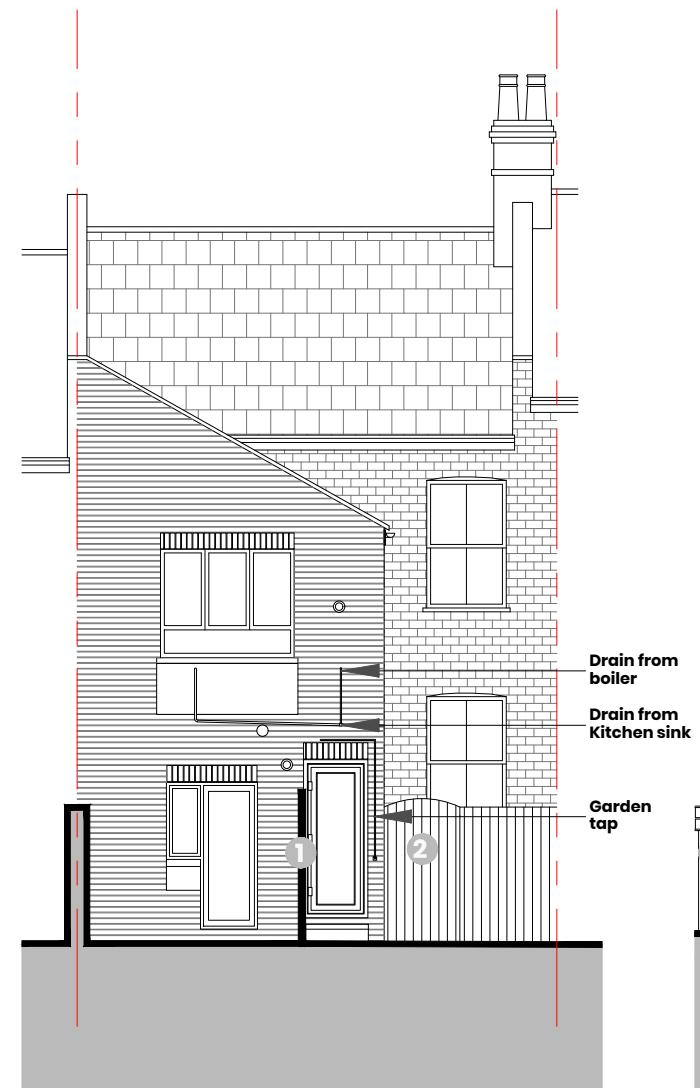 Drain from
boiler
Drain from
Kitchen sink
Garden
tap
1
2